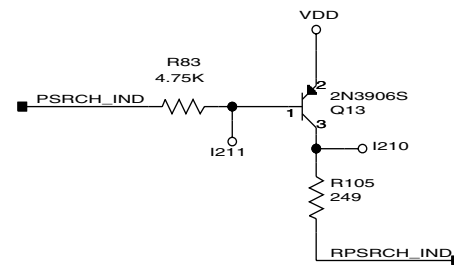 VDD
R83
4.75K
2
PSRCH_IND
2N3906S
1
Q13
3
I211
I210
R105
249
RPSRCH_IND